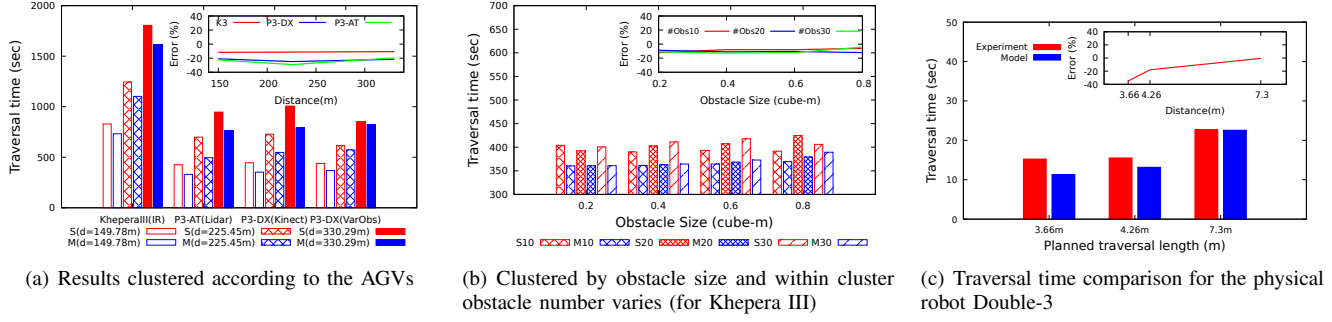 2000
1500
1000
500
0
Traversal time (sec)
K3 P3-DX P3-AT
40
20
0
-20
-40
Error (%)
150 200 250 300
Distance(m)
KheperaIII(IR) P3-AT(Lidar) P3-DX(Kinect) P3-DX(VarObs)
S(d=149.78m) S(d=225.45m) S(d=330.29m)
M(d=149.78m) M(d=225.45m) M(d=330.29m)
(a) Results clustered according to the AGVs
700
650
600
550
500
450
400
350
300
Traversal time (sec)
#Obs10 #Obs20 #Obs30
40
20
0
-20
-40
Error (%)
0.2 0.4 0.6 0.8
Obstacle Size (cube-m)
0.2 0.4 0.6 0.8
Obstacle Size (cube-m)
S10 M10 S20 M20 S30 M30
(b) Clustered by obstacle size and within cluster
obstacle number varies (for Khepera III)
50
40
30
20
10
0
Traversal time (sec)
Experiment
Model
40
20
0
-20
-40
Error (%)
3.66 4.26 7.3
Distance(m)
3.66m 4.26m 7.3m
Planned traversal length (m)
(c) Traversal time comparison for the physical
robot Double-3